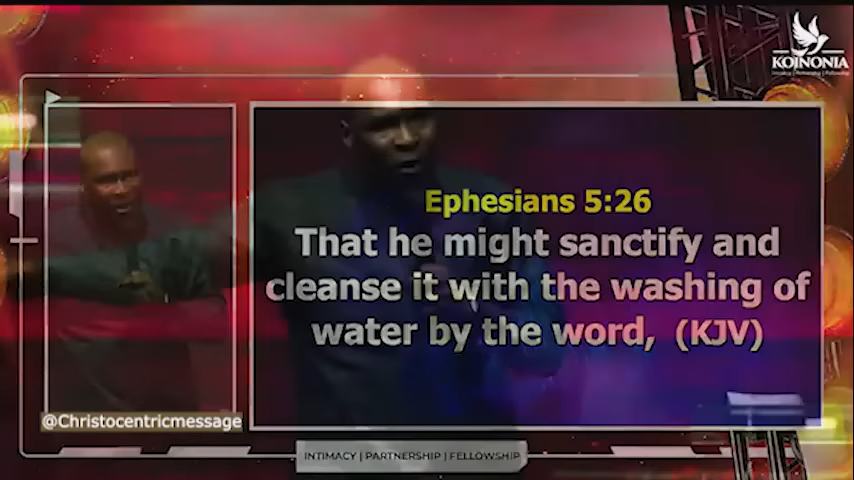 KOINONIA
Ephesians 5:26
That he might sanctify and
cleanse it with the washing of
water by the word, (KJV)
@Christocentricmessage
INTIMACY | PARTNERSHIP | FELLOWSHIP